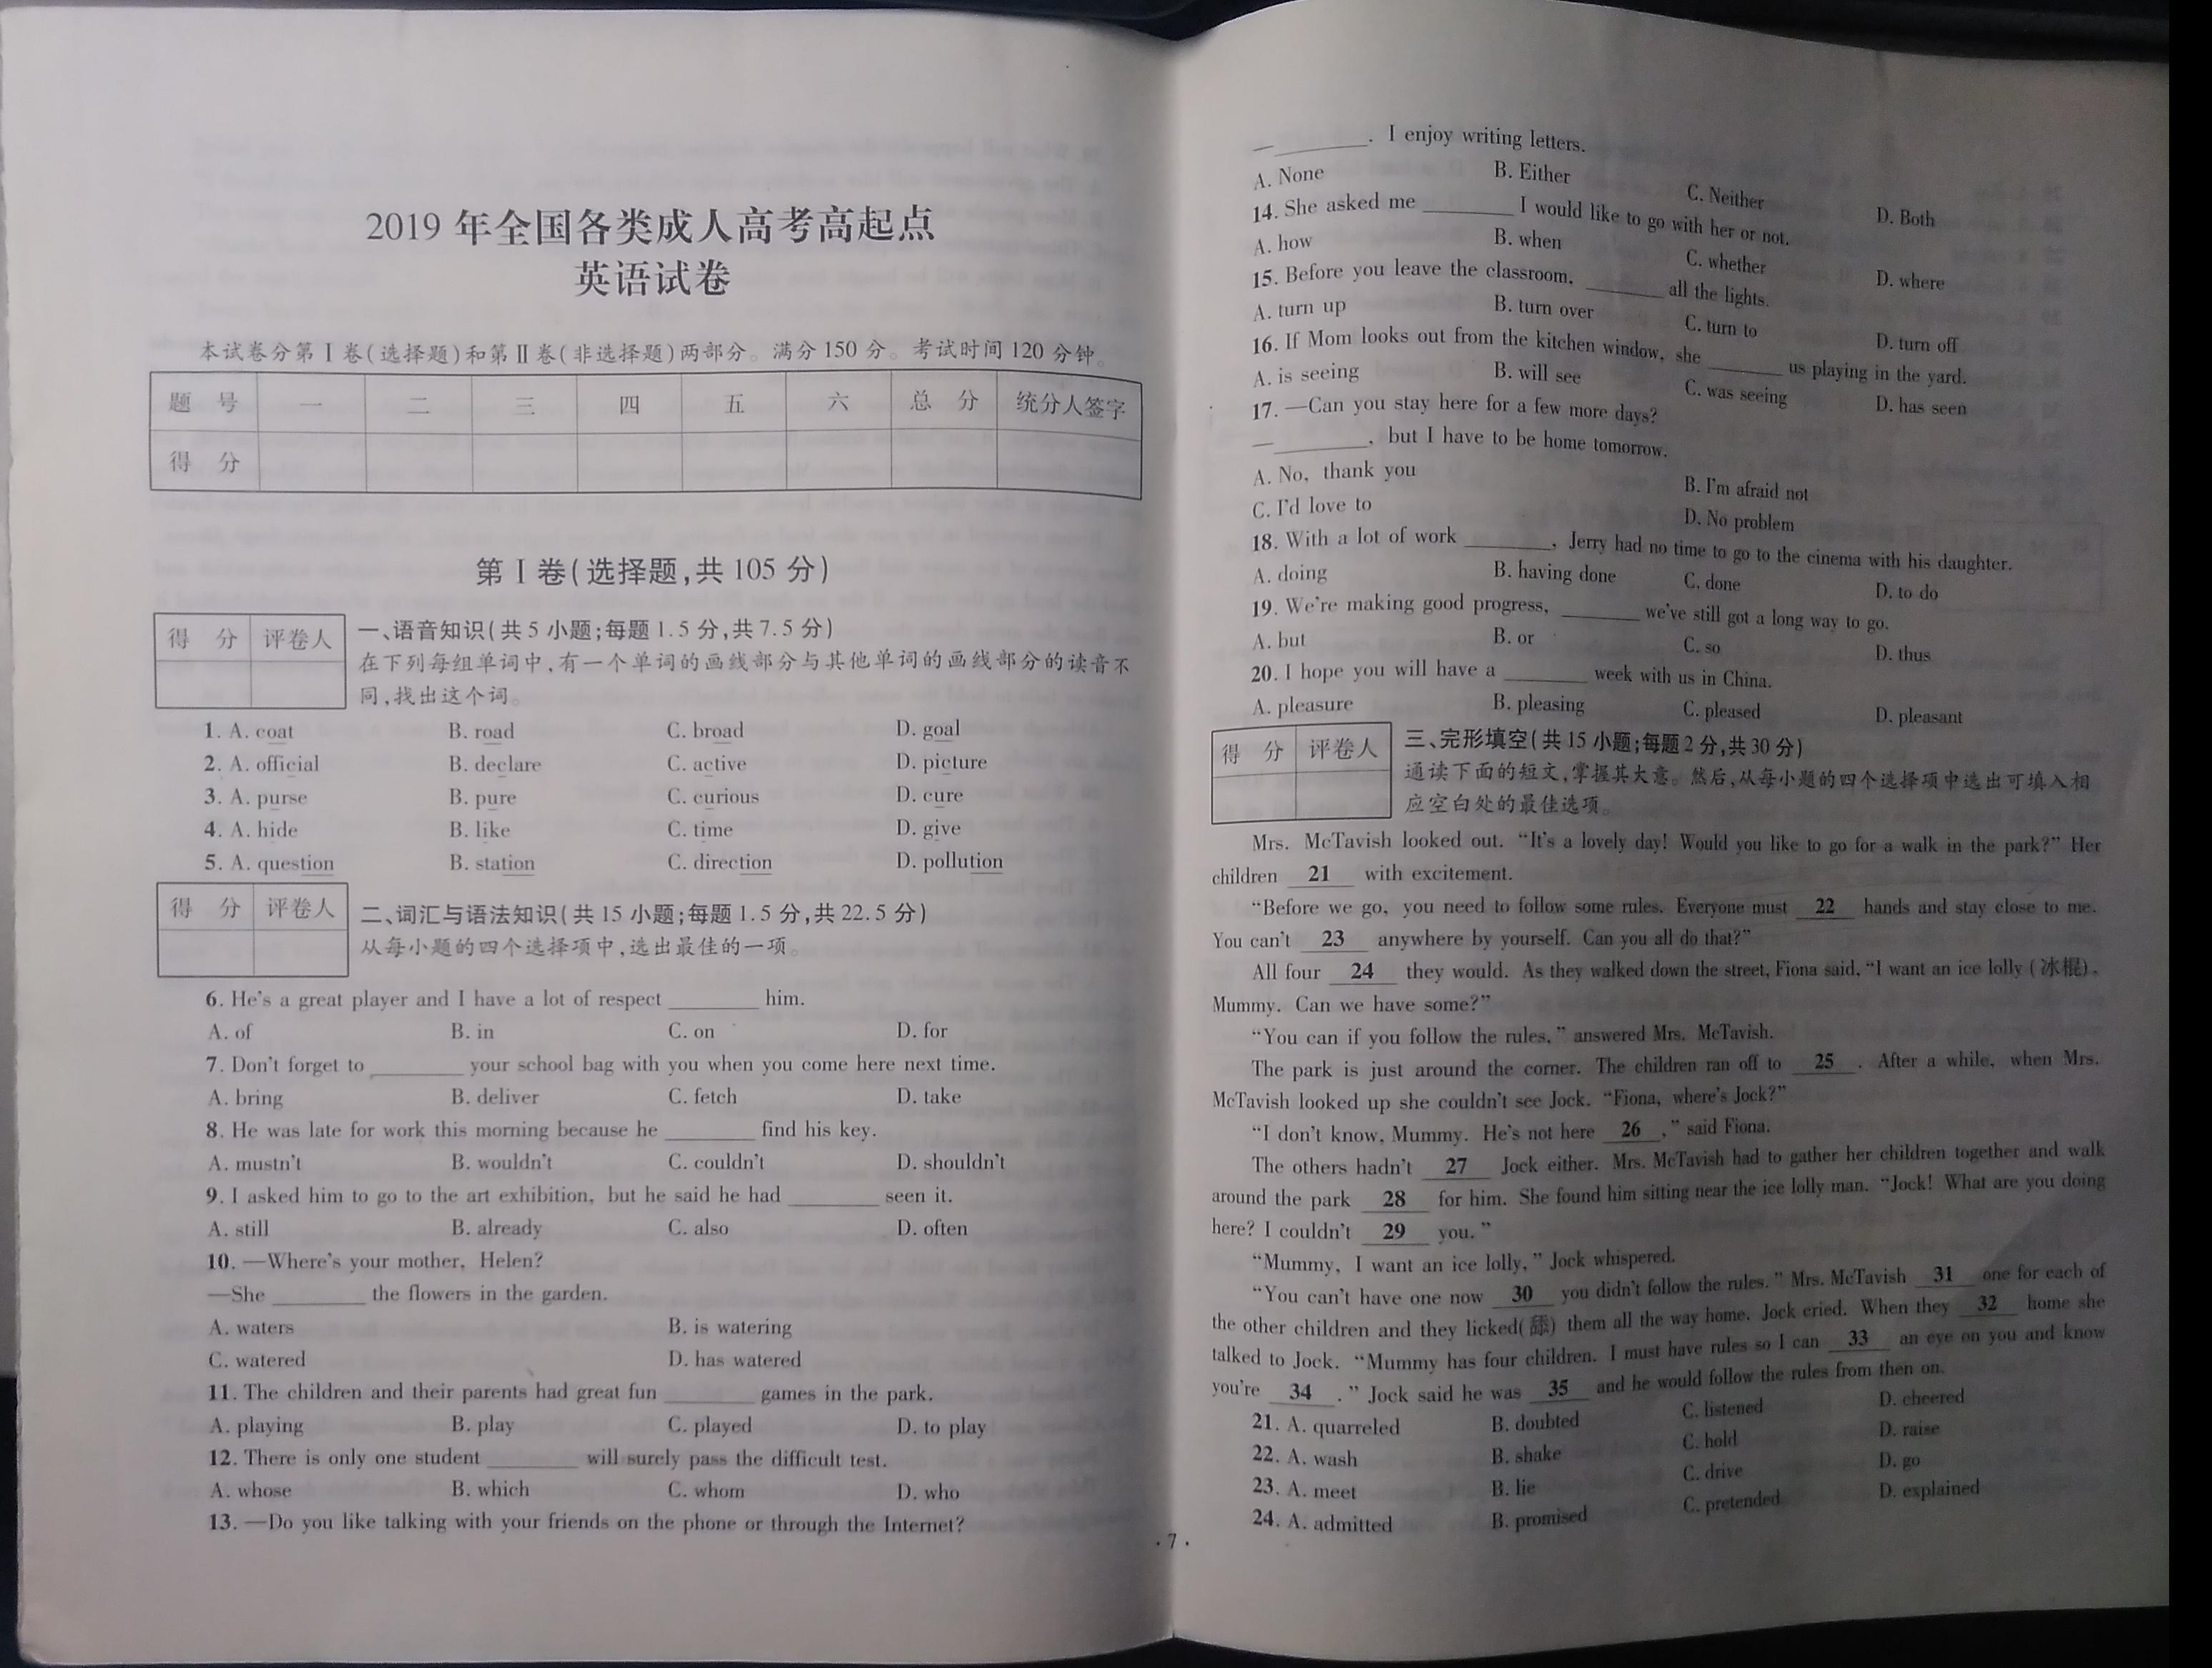 2019 年全国各类成人高考高起点
英语试卷
本试卷分第Ⅰ卷(选择题)和第Ⅱ卷(非选择题)两部分。满分 150 分。考试时间 120 分钟。
题 号 一 二 三 四 五 六 总 分 统分人签字
得 分
第Ⅰ卷(选择题,共 105 分)
得 分 评卷人
一、语音知识(共 5 小题;每题 1.5 分,共 7.5 分)
在下列每组单词中,有一个单词的画线部分与其他单词的画线部分的读音不
同,找出这个词。
1. A. coat B. road C. broad D. goal
2. A. official B. declare C. active D. picture
3. A. purse B. pure C. curious D. cure
4. A. hide B. like C. time D. give
5. A. question B. station C. direction D. pollution
得 分 评卷人
二、词汇与语法知识(共 15 小题;每题 1.5 分,共 22.5 分)
从每小题的四个选择项中,选出最佳的一项。
6. He's a great player and I have a lot of respect ________ him.
A. of B. in C. on D. for
7. Don't forget to ________ your school bag with you when you come here next time.
A. bring B. deliver C. fetch D. take
8. He was late for work this morning because he ________ find his key.
A. mustn't B. wouldn't C. couldn't D. shouldn't
9. I asked him to go to the art exhibition, but he said he had ________ seen it.
A. still B. already C. also D. often
10. —Where's your mother, Helen?
—She ________ the flowers in the garden.
A. waters B. is watering
C. watered D. has watered
11. The children and their parents had great fun ________ games in the park.
A. playing B. play C. played D. to play
12. There is only one student ________ will surely pass the difficult test.
A. whose B. which C. whom D. who
13. —Do you like talking with your friends on the phone or through the Internet?
— ________. I enjoy writing letters.
A. None B. Either C. Neither D. Both
14. She asked me ________ I would like to go with her or not.
A. how B. when C. whether D. where
15. Before you leave the classroom, ________ all the lights.
A. turn up B. turn over C. turn to D. turn off
16. If Mom looks out from the kitchen window, she ________ us playing in the yard.
A. is seeing B. will see C. was seeing D. has seen
17. —Can you stay here for a few more days?
— ________, but I have to be home tomorrow.
A. No, thank you B. I'm afraid not
C. I'd love to D. No problem
18. With a lot of work ________, Jerry had no time to go to the cinema with his daughter.
A. doing B. having done C. done D. to do
19. We're making good progress, ________ we've still got a long way to go.
A. but B. or C. so D. thus
20. I hope you will have a ________ week with us in China.
A. pleasure B. pleasing C. pleased D. pleasant
得 分 评卷人
三、完形填空(共 15 小题;每题 2 分,共 30 分)
通读下面的短文,掌握其大意。然后,从每小题的四个选择项中选出可填入相
应空白处的最佳选项。
Mrs. McTavish looked out. “It's a lovely day! Would you like to go for a walk in the park?” Her
children 21 with excitement.
“Before we go, you need to follow some rules. Everyone must 22 hands and stay close to me.
You can't 23 anywhere by yourself. Can you all do that?”
All four 24 they would. As they walked down the street, Fiona said, “I want an ice lolly (冰棍),
Mummy. Can we have some?”
“You can if you follow the rules,” answered Mrs. McTavish.
The park is just around the corner. The children ran off to 25 . After a while, when Mrs.
McTavish looked up she couldn't see Jock. “Fiona, where's Jock?”
“I don't know, Mummy. He's not here 26 ,” said Fiona.
The others hadn't 27 Jock either. Mrs. McTavish had to gather her children together and walk
around the park 28 for him. She found him sitting near the ice lolly man. “Jock! What are you doing
here? I couldn't 29 you.”
“Mummy, I want an ice lolly,” Jock whispered.
“You can't have one now 30 you didn't follow the rules.” Mrs. McTavish 31 one for each of
the other children and they licked(舔) them all the way home. Jock cried. When they 32 home she
talked to Jock. “Mummy has four children. I must have rules so I can 33 an eye on you and know
you're 34 .” Jock said he was 35 and he would follow the rules from then on.
21. A. quarreled B. doubted C. listened D. cheered
22. A. wash B. shake C. hold D. raise
23. A. meet B. lie C. drive D. go
24. A. admitted B. promised C. pretended D. explained
· 7 ·